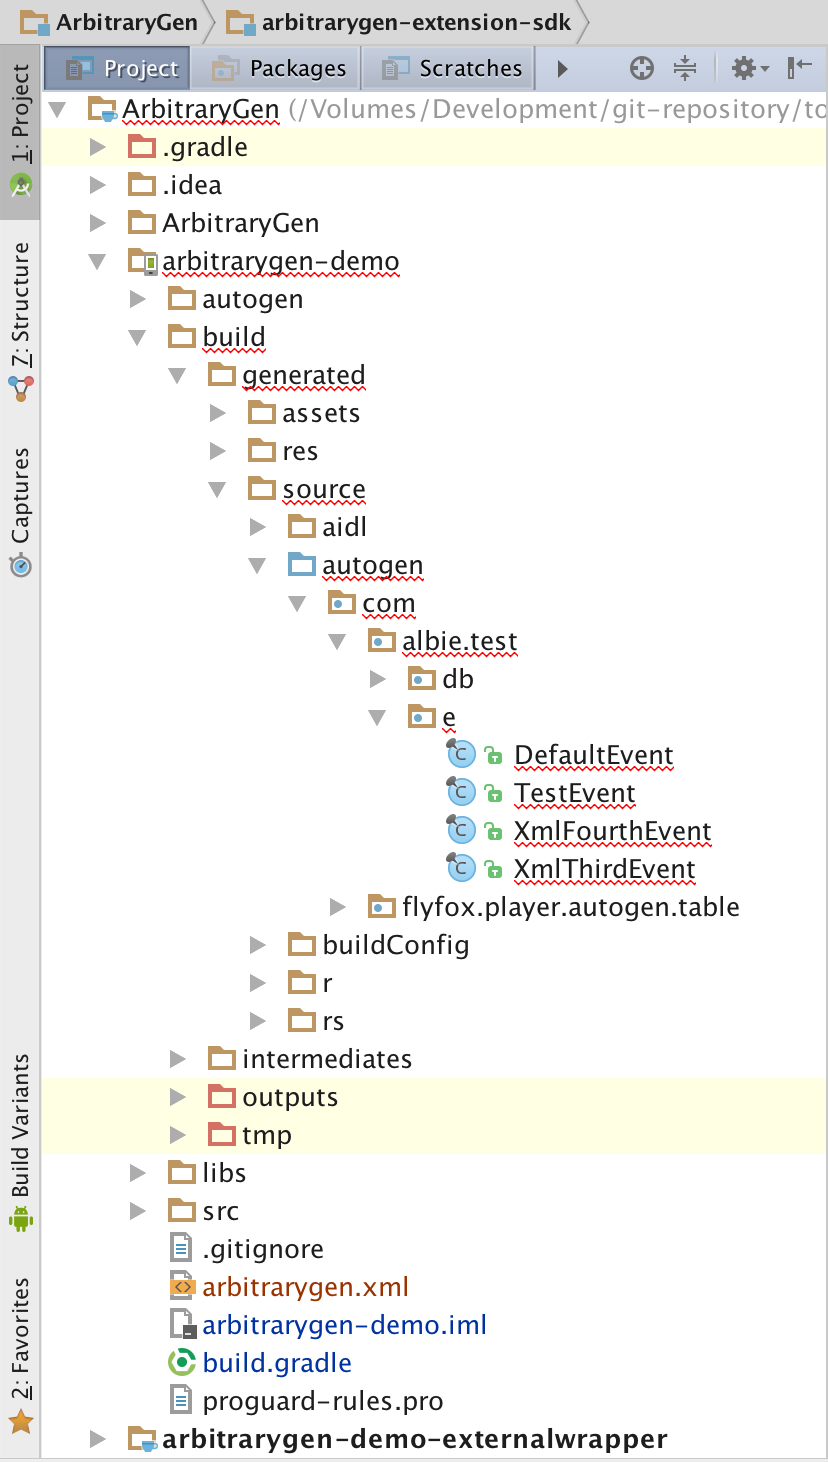 ArbitraryGen arbitrarygen-extension-sdk
Project Packages Scratches
1: Project
7: Structure
Captures
Build Variants
2: Favorites
ArbitraryGen (/Volumes/Development/git-repository/to
.gradle
.idea
ArbitraryGen
arbitrarygen-demo
autogen
build
generated
assets
res
source
aidl
autogen
com
albie.test
db
e
C DefaultEvent
C TestEvent
C XmlFourthEvent
C XmlThirdEvent
flyfox.player.autogen.table
buildConfig
r
rs
intermediates
outputs
tmp
libs
src
.gitignore
arbitrarygen.xml
arbitrarygen-demo.iml
build.gradle
proguard-rules.pro
arbitrarygen-demo-externalwrapper